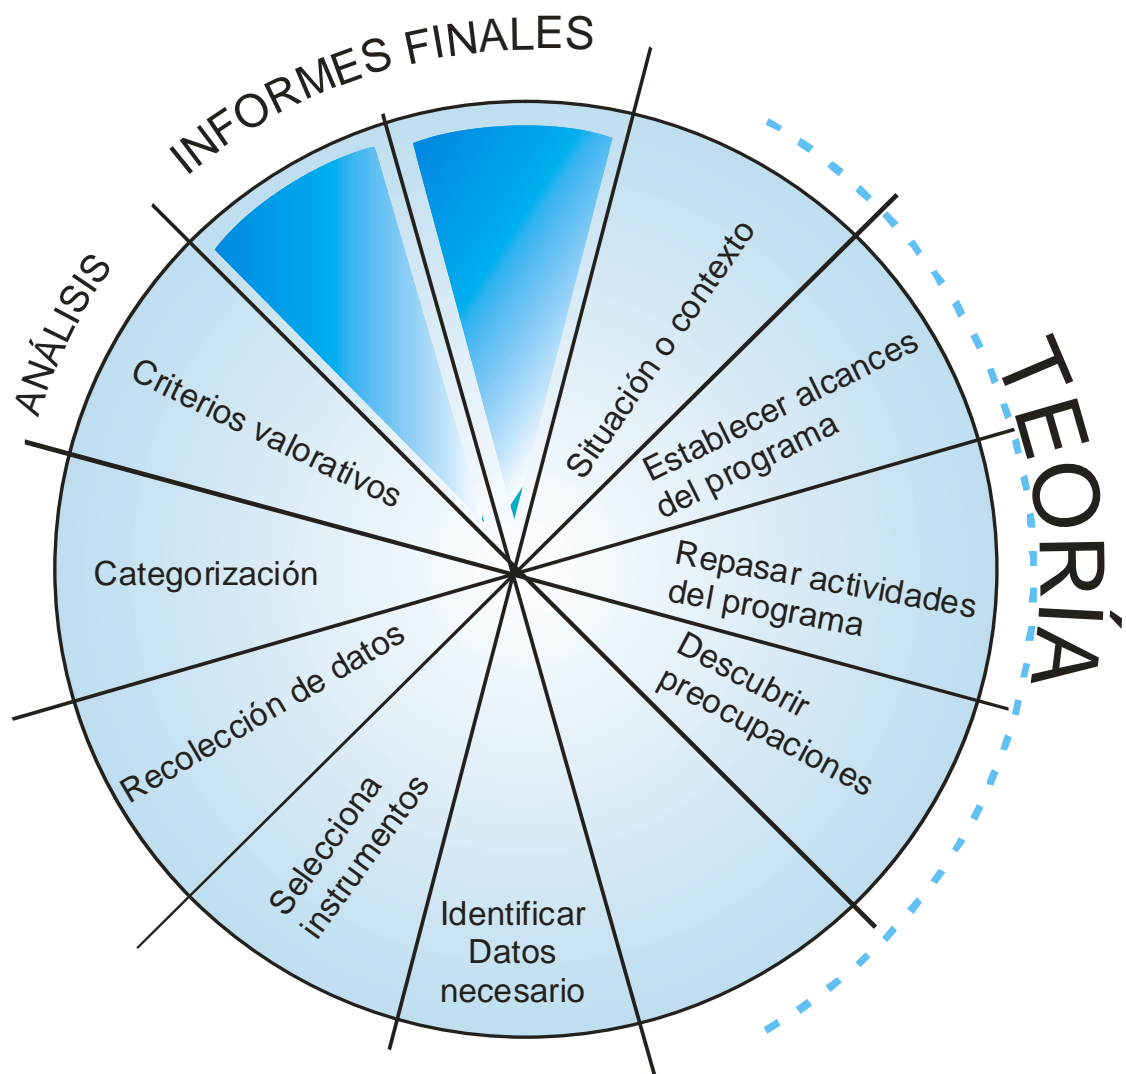 INFORMES FINALES
ANÁLISIS
TEORÍA
Situación o contexto
Establecer alcances
del programa
Repasar actividades
del programa
Descubrir
preocupaciones
Identificar
Datos
necesario
Selecciona
instrumentos
Recolección de datos
Categorización
Criterios valorativos